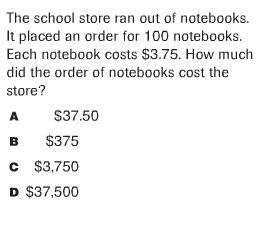 The school store ran out of notebooks.
It placed an order for 100 notebooks.
Each notebook costs $3.75. How much
did the order of notebooks cost the
store?
A $37.50
B $375
C $3,750
D $37,500